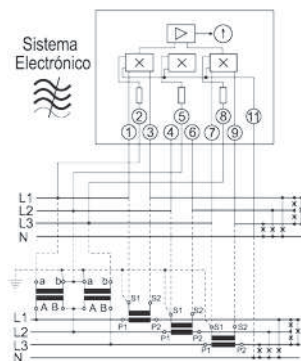 Sistema
Electrónico
2 5 8 11
1 3 4 6 7 9
L1
L2
L3
N
a b a b
A B A B
S1 S2
L1
P1 P2
S1 S2
L2
P1 P2
S1 S2
L3
P1 P2
N